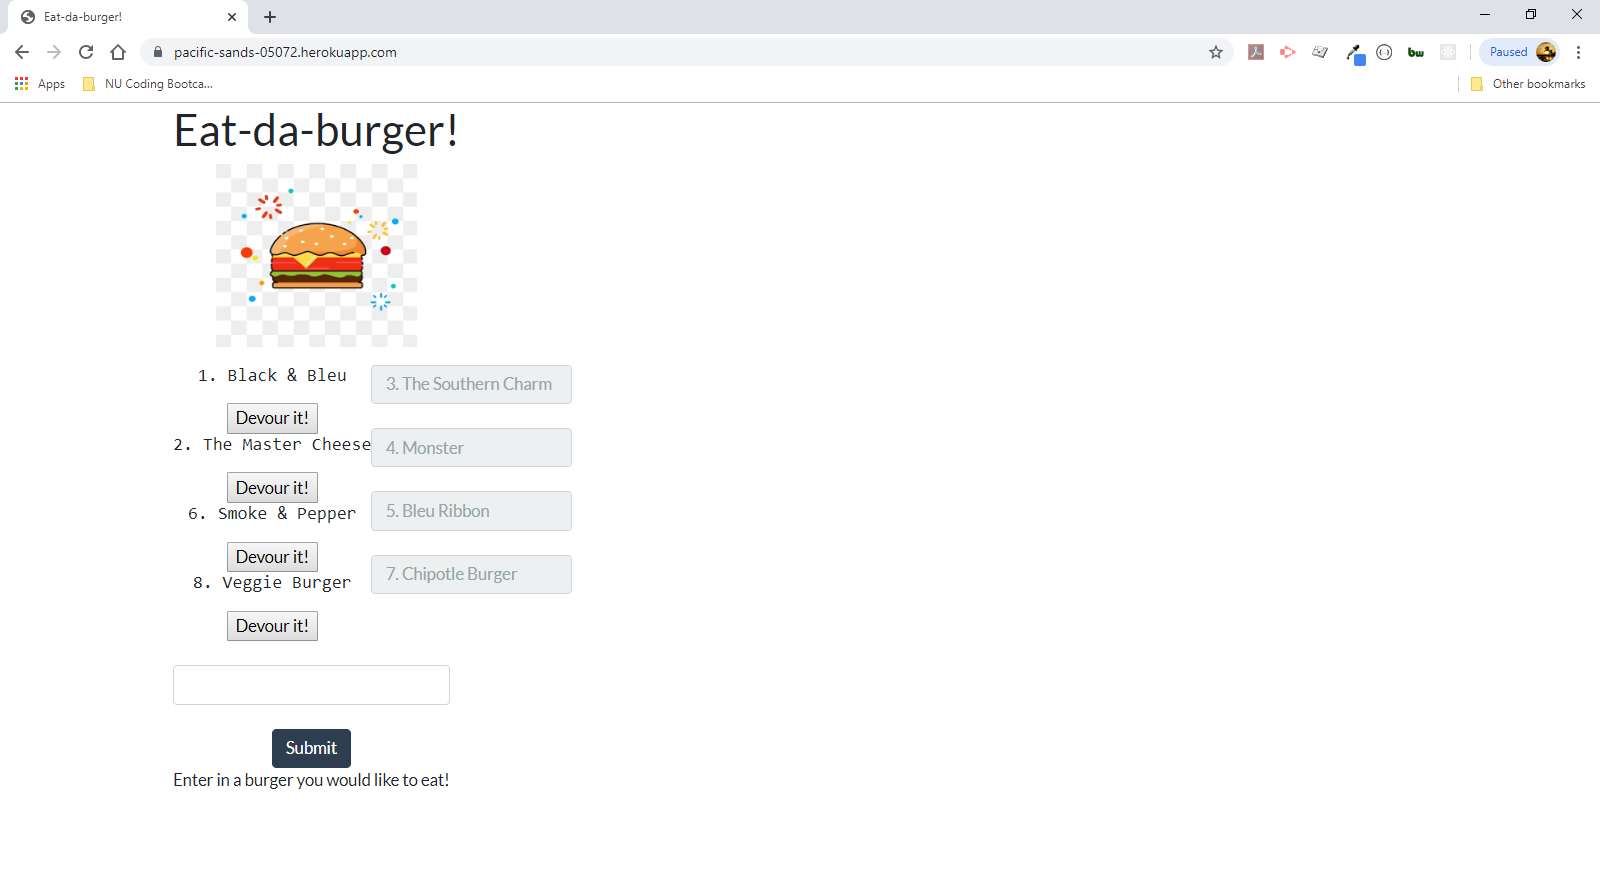 Eat-da-burger!
pacific-sands-05072.herokuapp.com
bw
Paused
Apps
NU Coding Bootca...
Other bookmarks
Eat-da-burger!
1. Black & Bleu
Devour it!
2. The Master Cheese
Devour it!
6. Smoke & Pepper
Devour it!
8. Veggie Burger
Devour it!
3. The Southern Charm
4. Monster
5. Bleu Ribbon
7. Chipotle Burger
Submit
Enter in a burger you would like to eat!